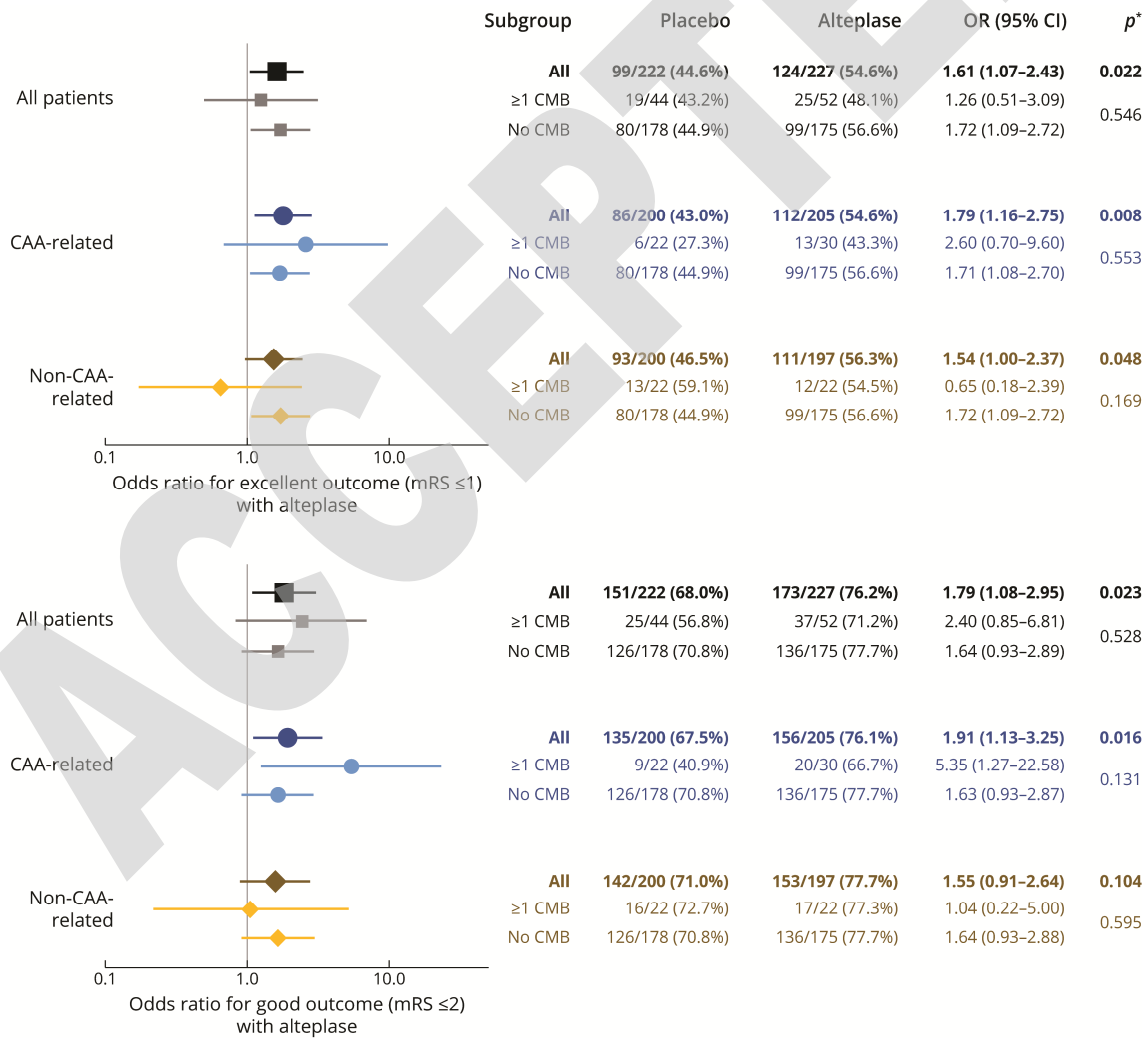 Subgroup Placebo Alteplase OR (95% CI) p*
All patients
All 99/222 (44.6%) 124/227 (54.6%) 1.61 (1.07–2.43) 0.022
≥1 CMB 19/44 (43.2%) 25/52 (48.1%) 1.26 (0.51–3.09)
0.546
No CMB 80/178 (44.9%) 99/175 (56.6%) 1.72 (1.09–2.72)
CAA-related
All 86/200 (43.0%) 112/205 (54.6%) 1.79 (1.16–2.75) 0.008
≥1 CMB 6/22 (27.3%) 13/30 (43.3%) 2.60 (0.70–9.60)
0.553
No CMB 80/178 (44.9%) 99/175 (56.6%) 1.71 (1.08–2.70)
Non-CAA-
related
All 93/200 (46.5%) 111/197 (56.3%) 1.54 (1.00–2.37) 0.048
≥1 CMB 13/22 (59.1%) 12/22 (54.5%) 0.65 (0.18–2.39)
0.169
No CMB 80/178 (44.9%) 99/175 (56.6%) 1.72 (1.09–2.72)
0.1 1.0 10.0
Odds ratio for excellent outcome (mRS ≤1)
with alteplase
All patients
All 151/222 (68.0%) 173/227 (76.2%) 1.79 (1.08–2.95) 0.023
≥1 CMB 25/44 (56.8%) 37/52 (71.2%) 2.40 (0.85–6.81)
0.528
No CMB 126/178 (70.8%) 136/175 (77.7%) 1.64 (0.93–2.89)
CAA-related
All 135/200 (67.5%) 156/205 (76.1%) 1.91 (1.13–3.25) 0.016
≥1 CMB 9/22 (40.9%) 20/30 (66.7%) 5.35 (1.27–22.58)
0.131
No CMB 126/178 (70.8%) 136/175 (77.7%) 1.63 (0.93–2.87)
Non-CAA-
related
All 142/200 (71.0%) 153/197 (77.7%) 1.55 (0.91–2.64) 0.104
≥1 CMB 16/22 (72.7%) 17/22 (77.3%) 1.04 (0.22–5.00)
0.595
No CMB 126/178 (70.8%) 136/175 (77.7%) 1.64 (0.93–2.88)
0.1 1.0 10.0
Odds ratio for good outcome (mRS ≤2)
with alteplase
ACCEPTE